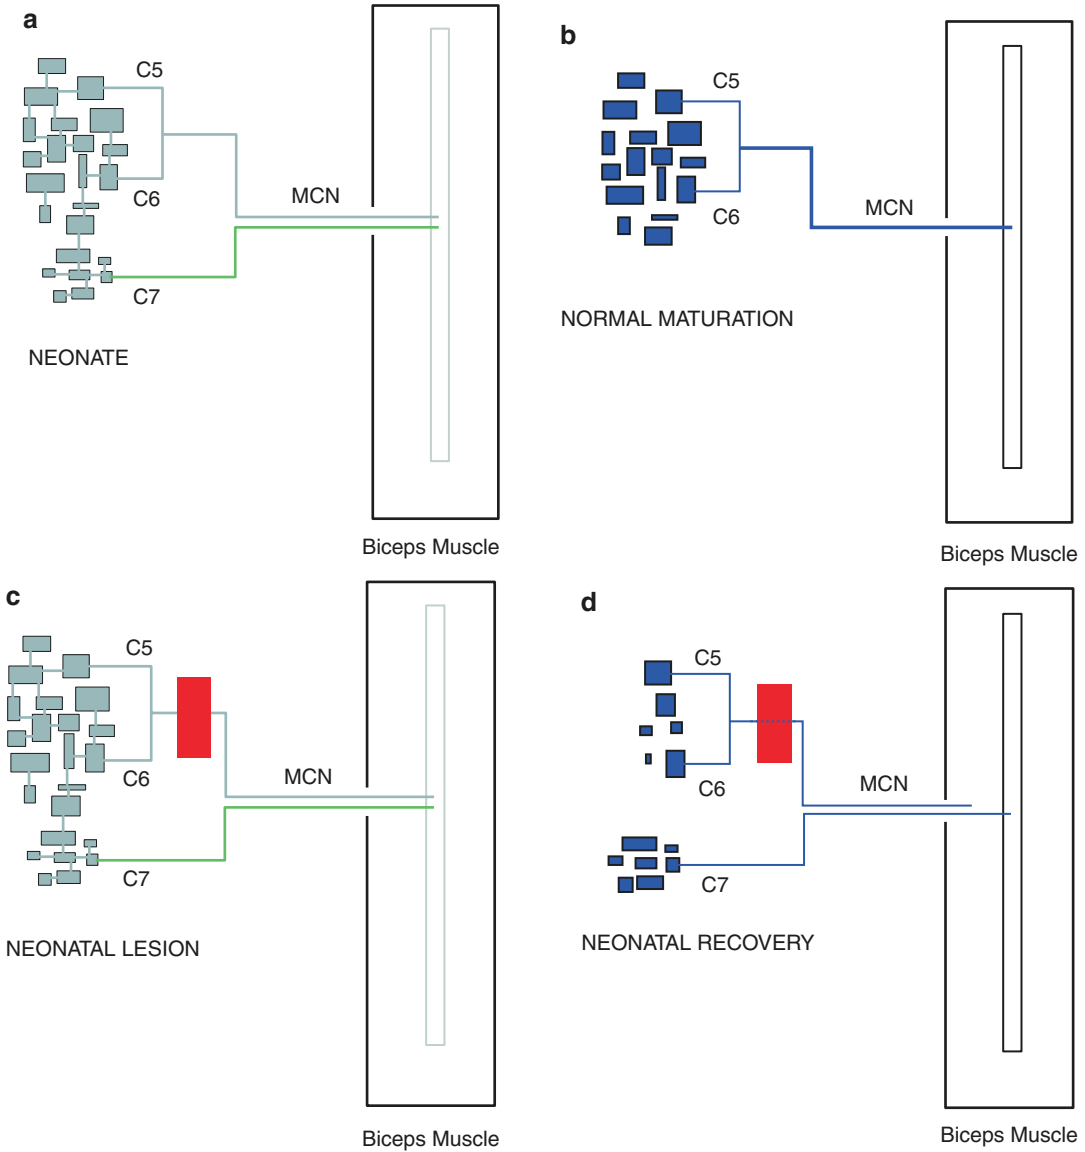 a
C5
C6
MCN
C7
NEONATE
Biceps Muscle
b
C5
C6
MCN
NORMAL MATURATION
Biceps Muscle
c
C5
C6
MCN
C7
NEONATAL LESION
Biceps Muscle
d
C5
C6
MCN
C7
NEONATAL RECOVERY
Biceps Muscle